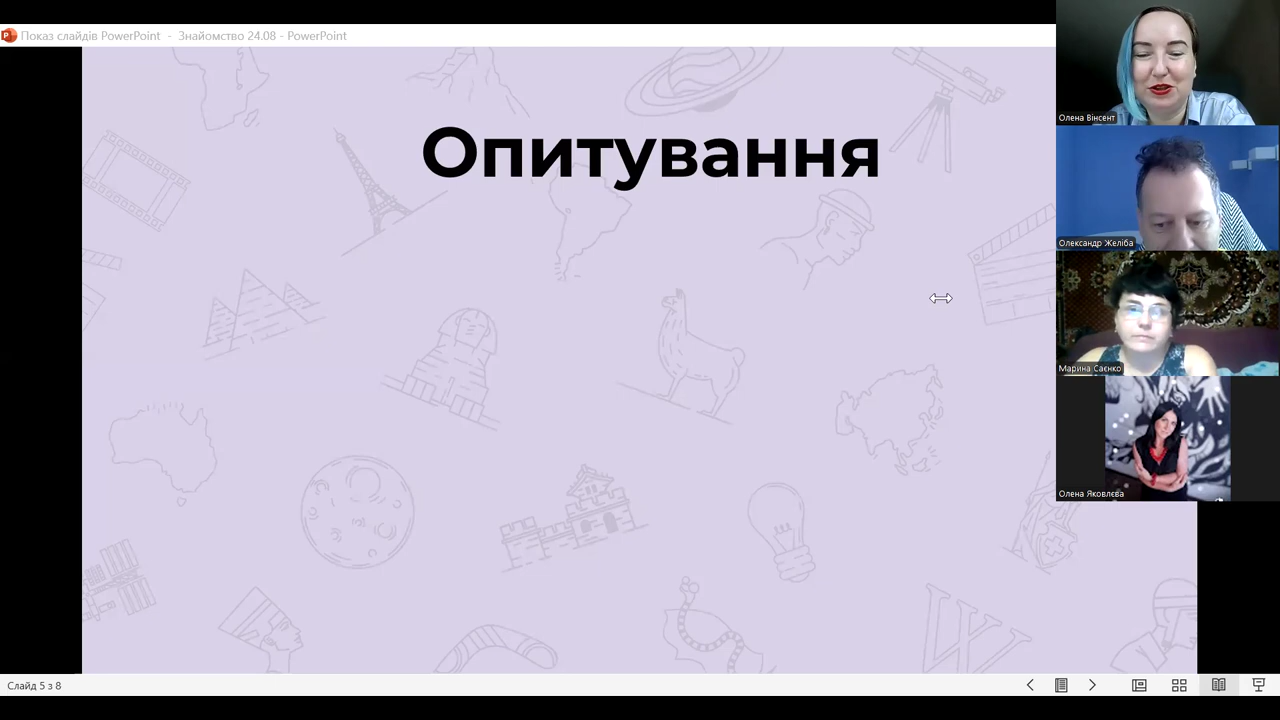 Показ слайдів PowerPoint - Знайомство 24.08 - PowerPoint
Опитування
Олена Вінсент
Олександр Желіба
Марина Саєнко
Олена Яковлєва
W
Слайд 5 з 8